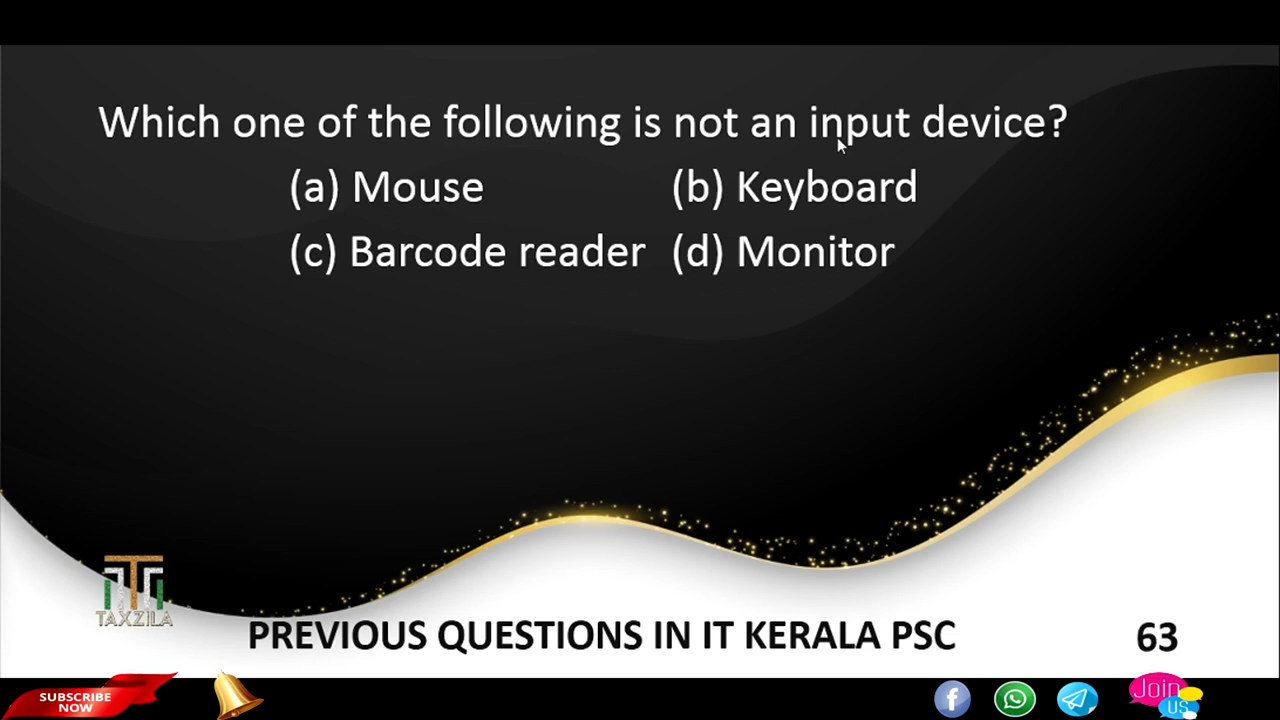 Which one of the following is not an input device?
(a) Mouse (b) Keyboard
(c) Barcode reader (d) Monitor
TAXZILA
PREVIOUS QUESTIONS IN IT KERALA PSC 63
SUBSCRIBE
NOW
Join
US